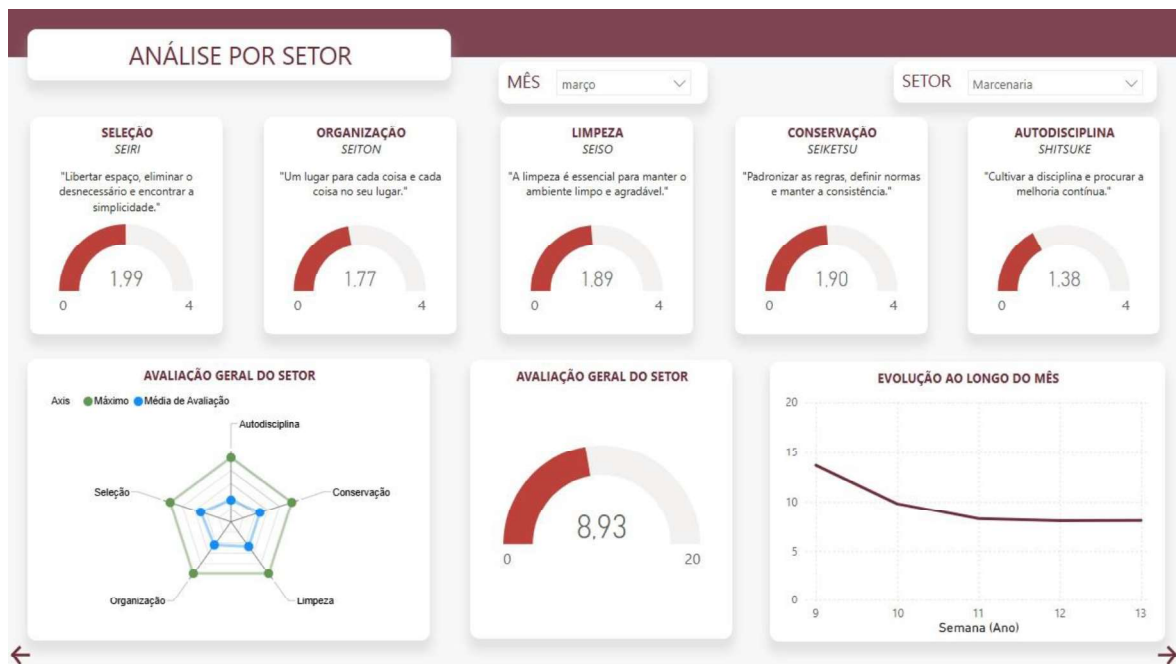 ANÁLISE POR SETOR
MÊS
março
SETOR
Marcenaria
SELEÇÃO
SEIRI
"Libertar espaço, eliminar o
desnecessário e encontrar a
simplicidade."
1,99
0
4
ORGANIZAÇÃO
SEITON
"Um lugar para cada coisa e cada
coisa no seu lugar."
1,77
0
4
LIMPEZA
SEISO
"A limpeza é essencial para manter o
ambiente limpo e agradável."
1,89
0
4
CONSERVAÇÃO
SEIKETSU
"Padronizar as regras, definir normas
e manter a consistência."
1,90
0
4
AUTODISCIPLINA
SHITSUKE
"Cultivar a disciplina e procurar a
melhoria contínua."
1,38
0
4
AVALIAÇÃO GERAL DO SETOR
Axis Máximo Média de Avaliação
Autodisciplina
Seleção
Conservação
Organização
Limpeza
AVALIAÇÃO GERAL DO SETOR
8,93
0
20
EVOLUÇÃO AO LONGO DO MÊS
20
15
10
5
0
9 10 11 12 13
Semana (Ano)